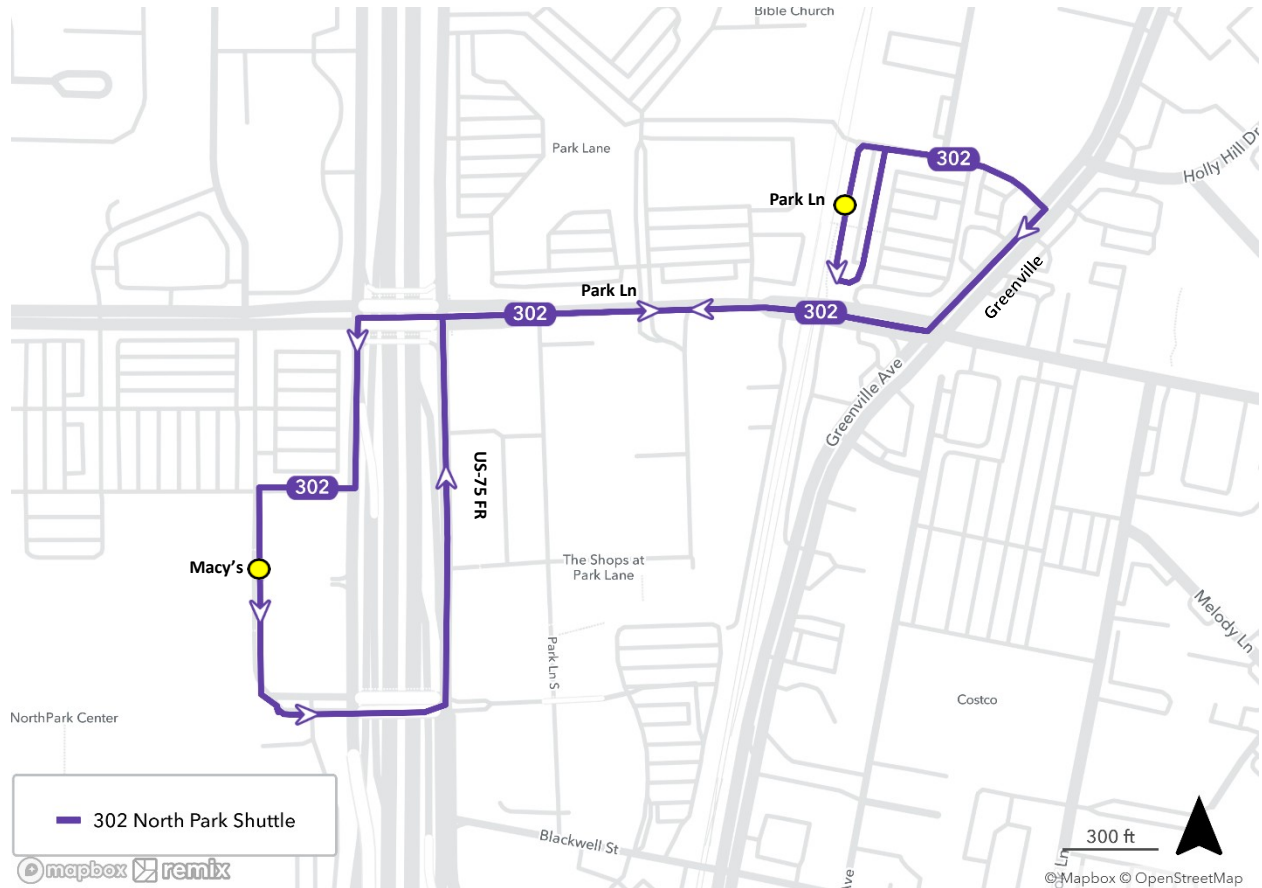 Bible Church
Park Lane
302
Holly Hill Dr
Park Ln
Greenville
Park Ln
302
302
Greenville Ave
US-75 FR
302
Macy's
The Shops at
Park Lane
Park Ln S
Melody Ln
Costco
NorthPark Center
302 North Park Shuttle
Blackwell St
300 ft
Ave
Ln
mapbox remix
© Mapbox © OpenStreetMap